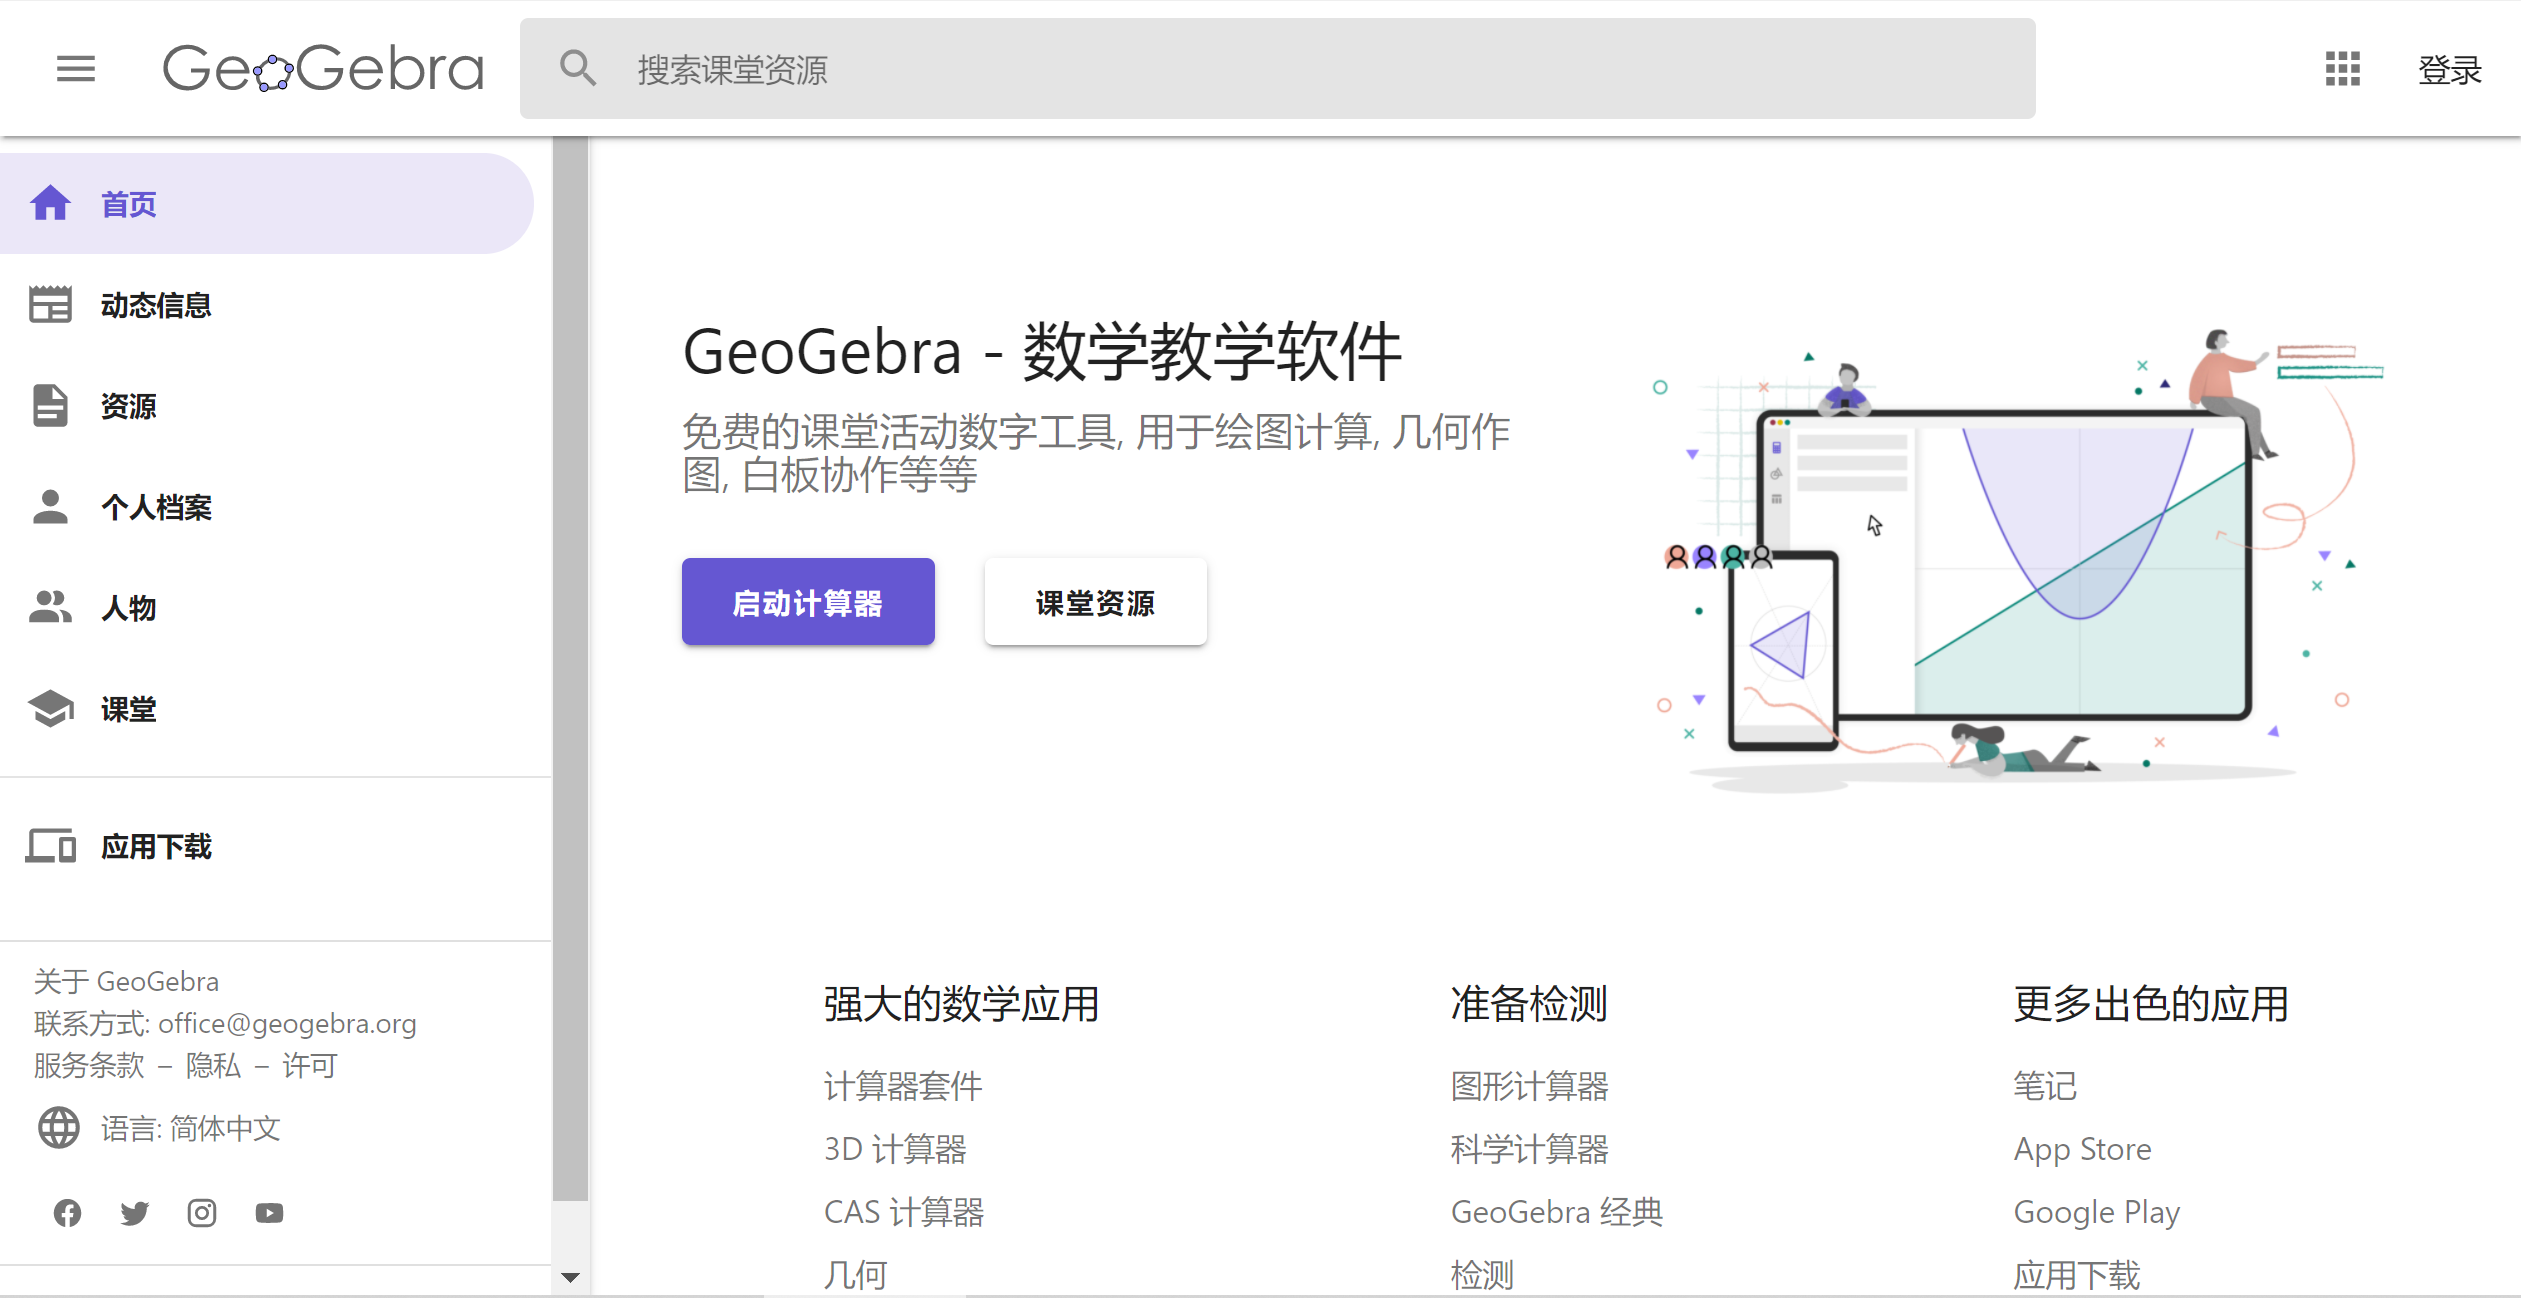 GeoGebra
搜索课堂资源
登录
首页
动态信息
资源
个人档案
人物
课堂
应用下载
关于 GeoGebra
联系方式: office@geogebra.org
服务条款 – 隐私 – 许可
语言: 简体中文
GeoGebra - 数学教学软件
免费的课堂活动数字工具, 用于绘图计算, 几何作
图, 白板协作等等
启动计算器
课堂资源
强大的数学应用
计算器套件
3D 计算器
CAS 计算器
几何
准备检测
图形计算器
科学计算器
GeoGebra 经典
检测
更多出色的应用
笔记
App Store
Google Play
应用下载